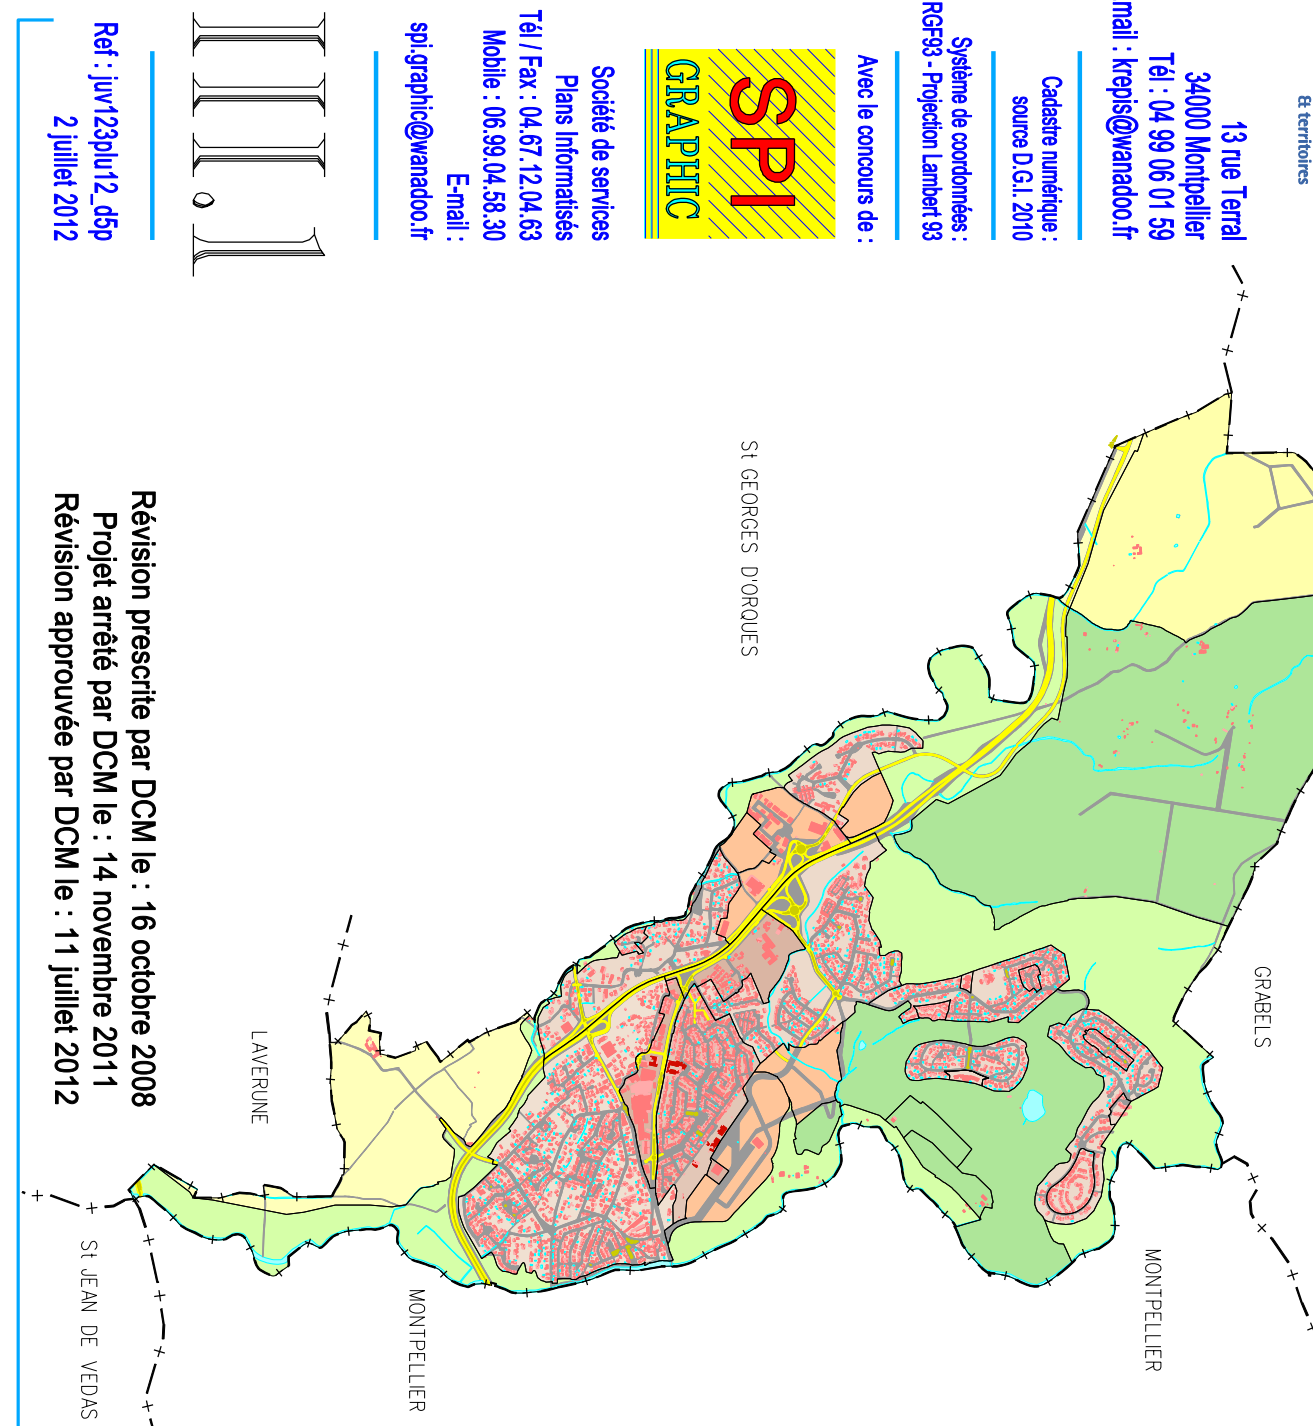 et territoires
13 rue Terral
34000 Montpellier
Tél : 04 99 06 01 59
mail : krepis@wanadoo.fr
Cadastre numérique :
source D.G.I. 2010
Système de coordonnées :
RGF93 - Projection Lambert 93
Avec le concours de :
SPI
GRAPHIC
Société de services
Plans Informatisés
Tél / Fax : 04.67.12.04.63
Mobile : 06.99.04.58.30
E-mail :
spi.graphic@wanadoo.fr
III.1
Ref : juv123plu12_d5p
2 juillet 2012
Révision prescrite par DCM le : 16 octobre 2008
Projet arrêté par DCM le : 14 novembre 2011
Révision approuvée par DCM le : 11 juillet 2012
St GEORGES D'ORQUES
GRABELS
LAVERUNE
MONTPELLIER
MONTPELLIER
St JEAN DE VEDAS